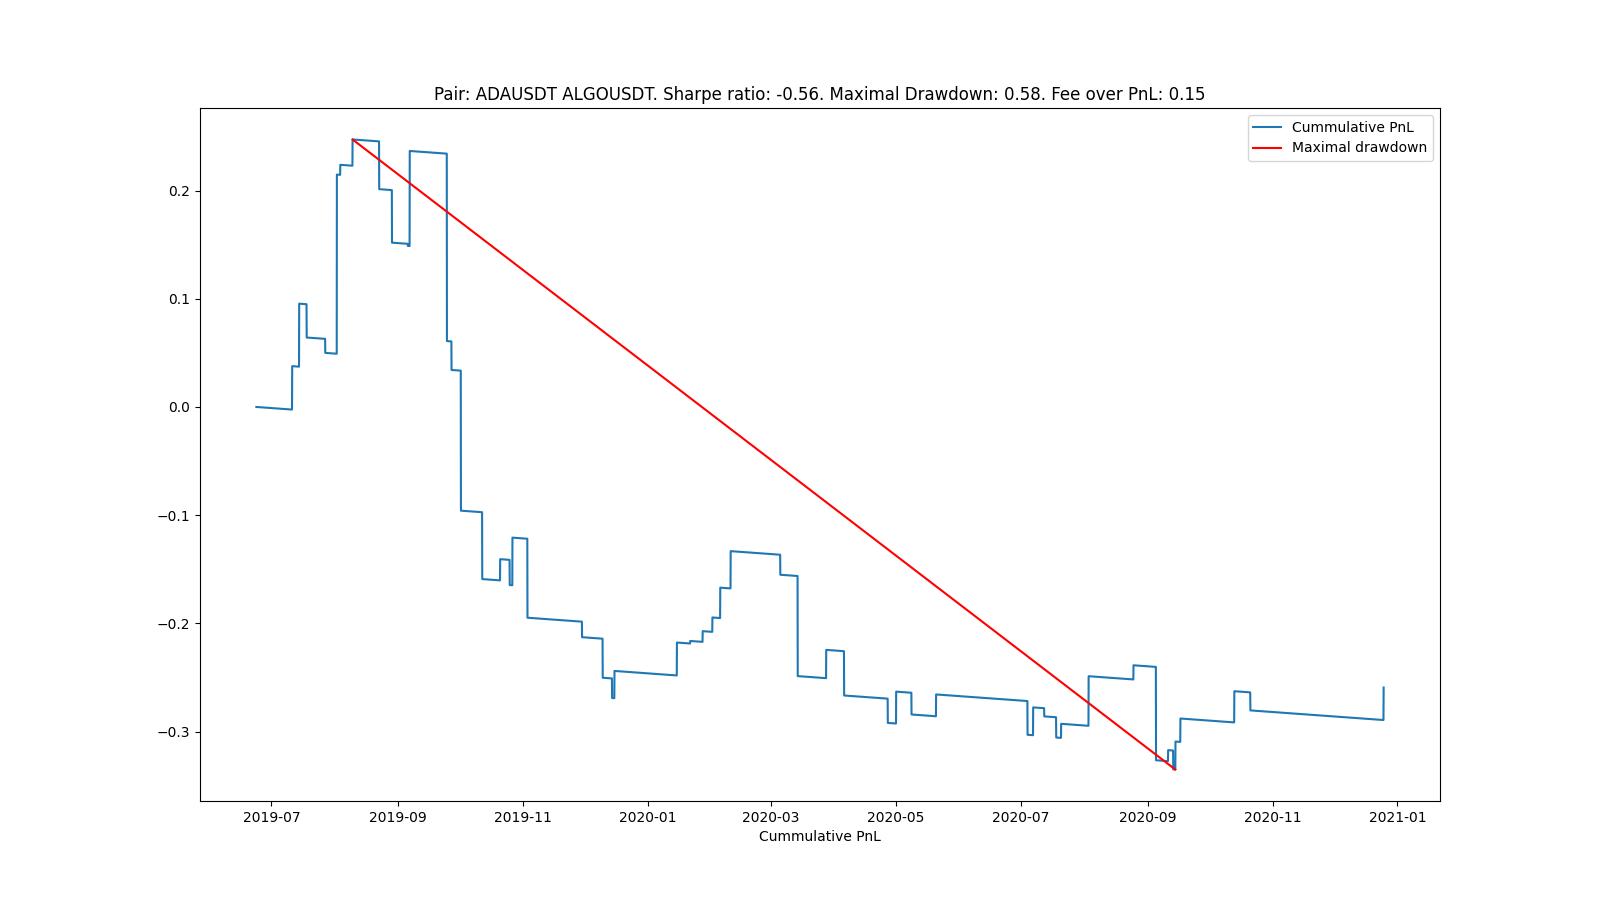 Pair: ADAUSDT ALGOUSDT. Sharpe ratio: -0.56. Maximal Drawdown: 0.58. Fee over PnL: 0.15
Cummulative PnL
Maximal drawdown
0.2
0.1
0.0
−0.1
−0.2
−0.3
2019-07 2019-09 2019-11 2020-01 2020-03 2020-05 2020-07 2020-09 2020-11 2021-01
Cummulative PnL